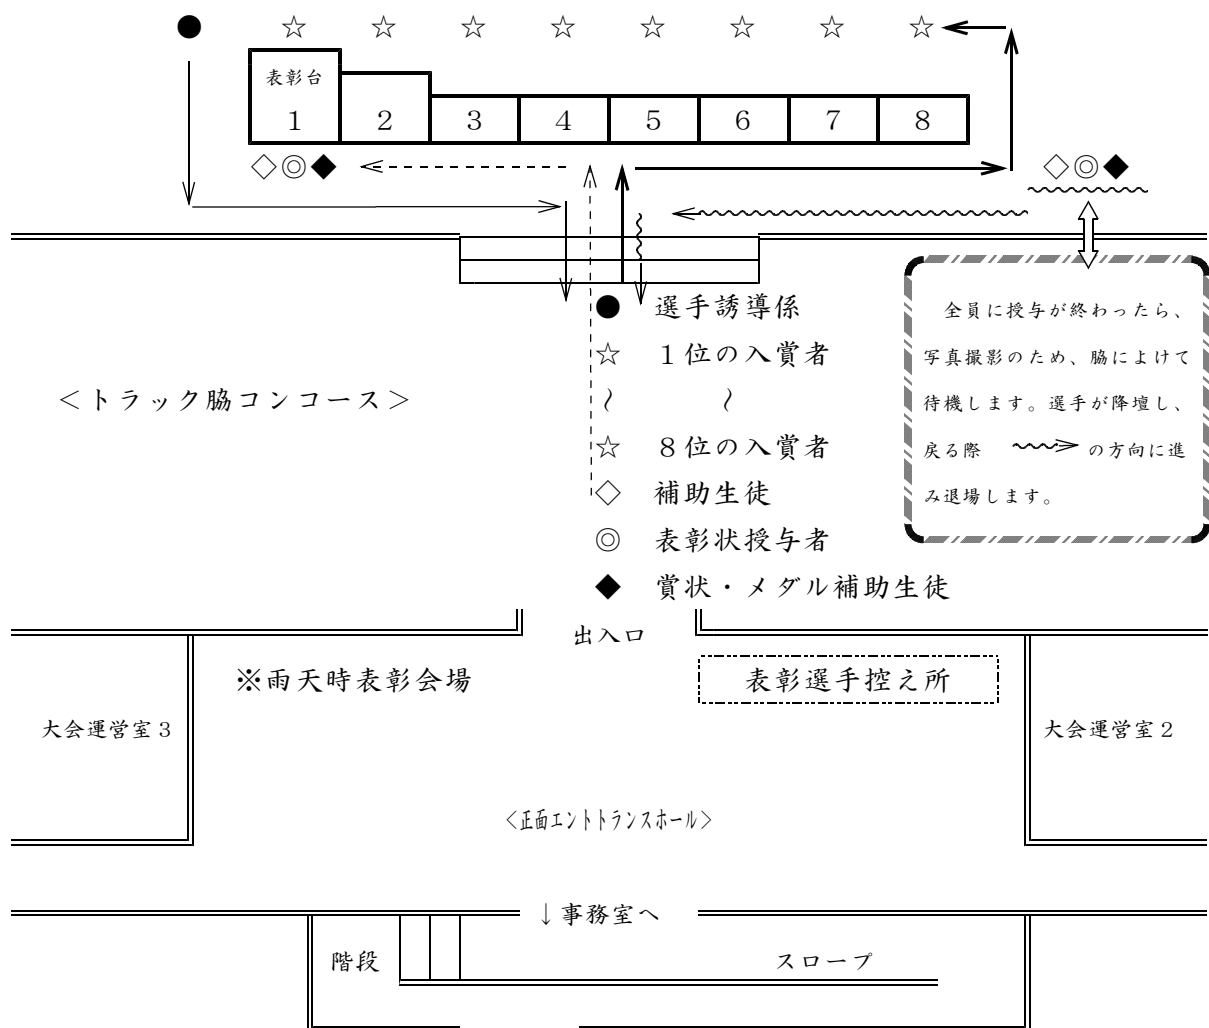 ● ☆ ☆ ☆ ☆ ☆ ☆ ☆ ☆
表彰台
1 2 3 4 5 6 7 8
◇◎◆ ◇◎◆
● 選手誘導係
☆ １位の入賞者
～ ～
☆ ８位の入賞者
◇ 補助生徒
◎ 表彰状授与者
◆ 賞状・メダル補助生徒
＜トラック脇コンコース＞
全員に授与が終わったら、
写真撮影のため、脇によけて
待機します。選手が降壇し、
戻る際 の方向に進
み退場します。
出入口
※雨天時表彰会場
表彰選手控え所
大会運営室３
大会運営室２
＜正面エントトランスホール＞
↓事務室へ
階段
スロープ